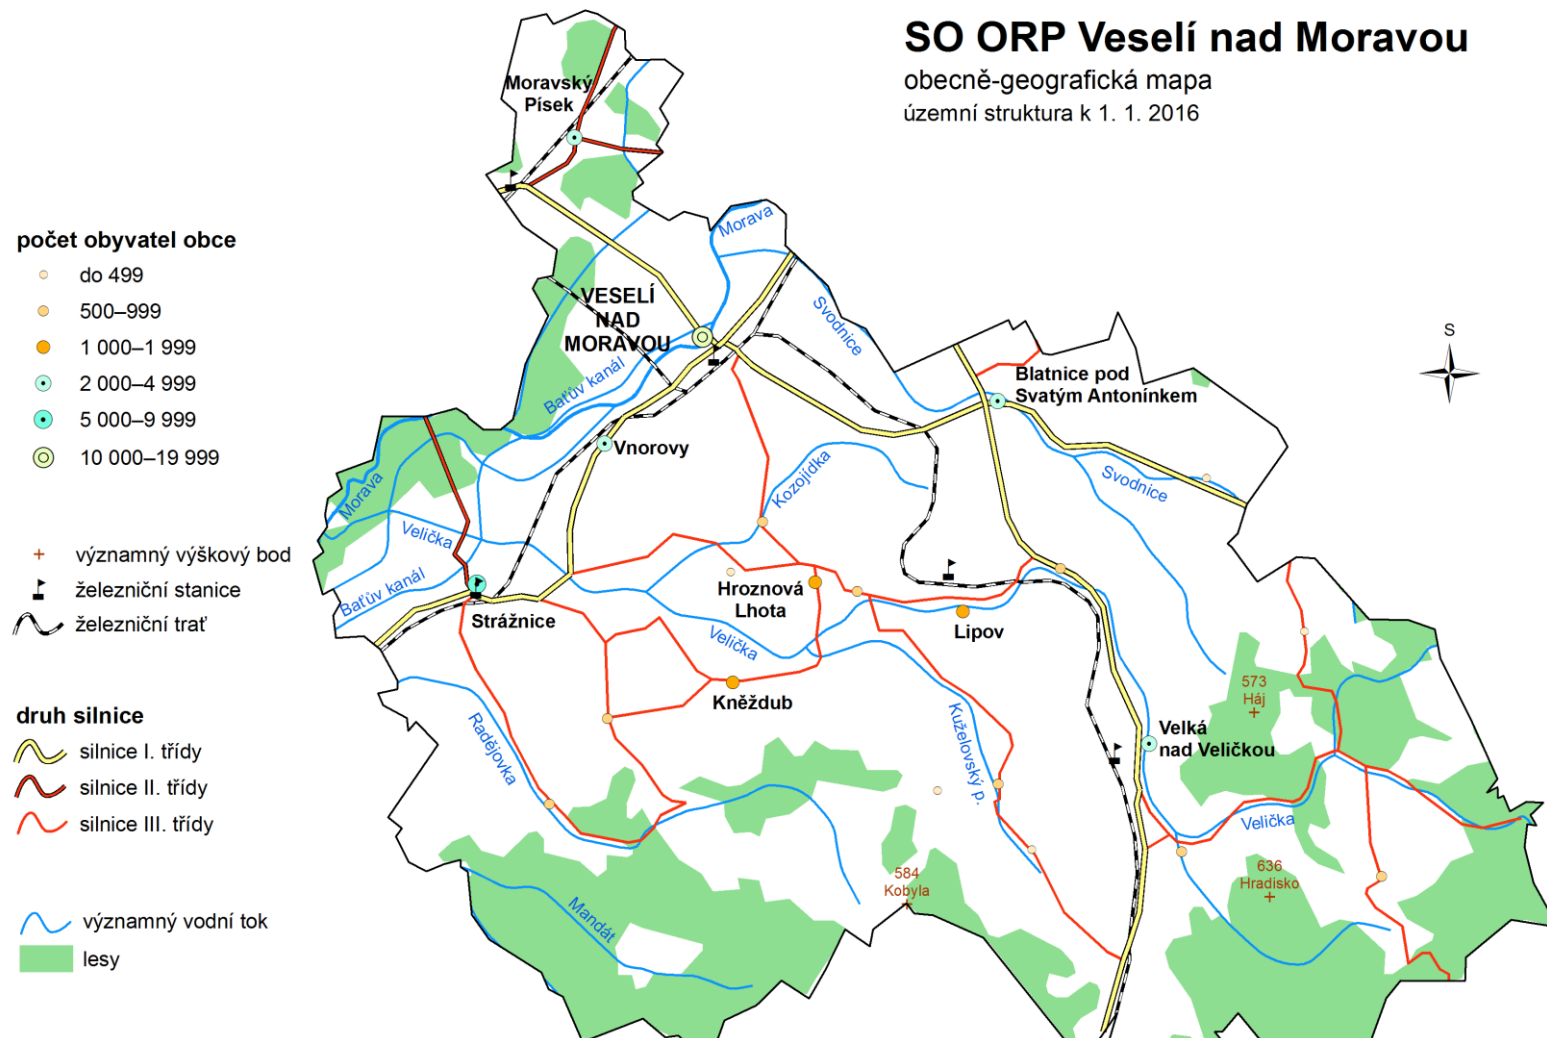 SO ORP Veselí nad Moravou
obecně-geografická mapa
územní struktura k 1. 1. 2016
počet obyvatel obce
do 499
500–999
1 000–1 999
2 000–4 999
5 000–9 999
10 000–19 999
významný výškový bod
železniční stanice
železniční trať
druh silnice
silnice I. třídy
silnice II. třídy
silnice III. třídy
významný vodní tok
lesy
S
Moravský
Písek
Morava
VESELÍ
NAD
MORAVOU
Svodnice
Baťův kanál
Blatnice pod
Svatým Antonínkem
Vnorovy
Kozojídka
Svodnice
Morava
Velička
Baťův kanál
Strážnice
Hroznová
Lhota
Lipov
Velička
Kněždub
Radějovka
Kuželovský p.
573
Háj
Velká
nad Veličkou
Velička
584
Kobyla
636
Hradisko
Mandát